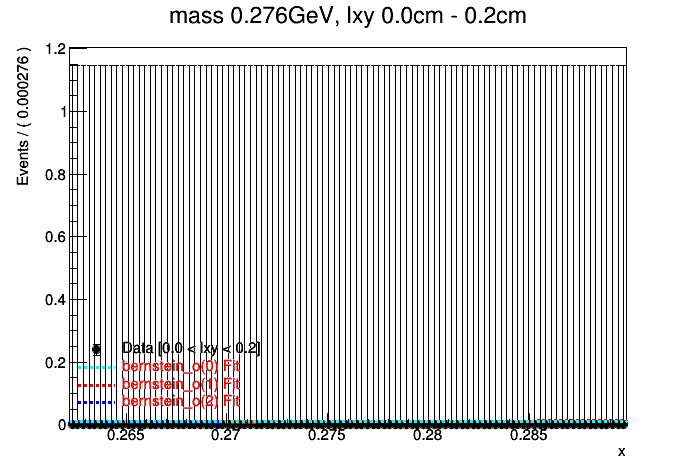 mass 0.276GeV, lxy 0.0cm - 0.2cm
Events / ( 0.000276 )
1.2
1
0.8
0.6
0.4
0.2
0
Data [0.0 < lxy < 0.2]
bernstein_o(0) Fit
bernstein_o(1) Fit
bernstein_o(2) Fit
0.265 0.27 0.275 0.28 0.285
x